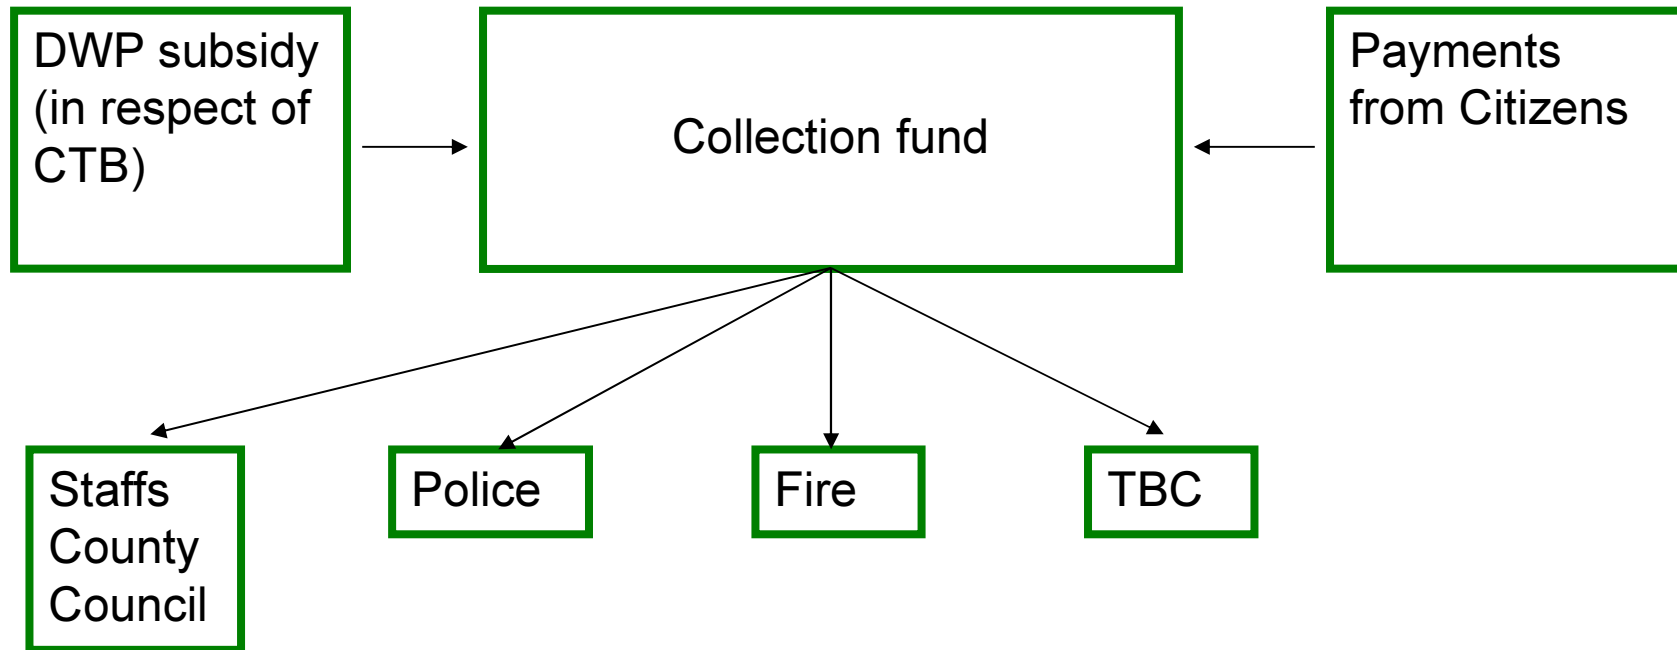 DWP subsidy
(in respect of
CTB)
Collection fund
Payments
from Citizens
Staffs
County
Council
Police
Fire
TBC